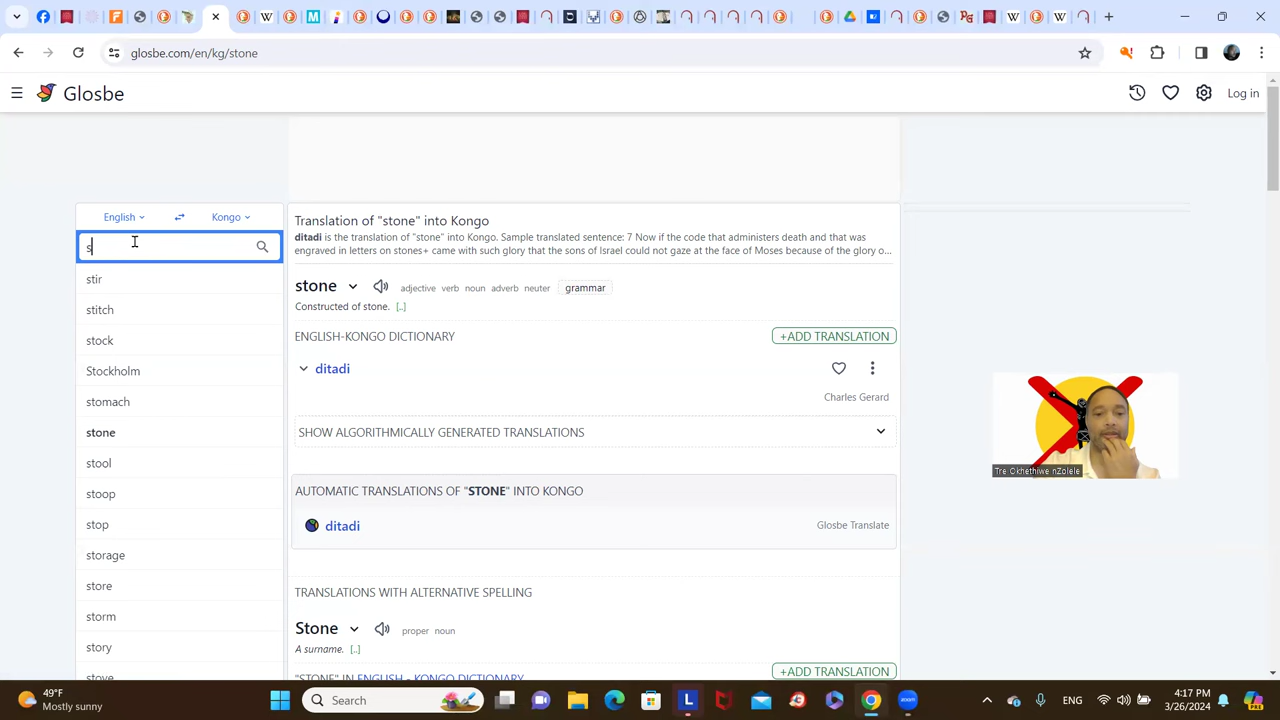 glosbe.com/en/kg/stone
Glosbe
Log in
English
Kongo
s
stir
stitch
stock
Stockholm
stomach
stone
stool
stoop
stop
storage
store
storm
story
stove
Translation of "stone" into Kongo
ditadi is the translation of "stone" into Kongo. Sample translated sentence: 7 Now if the code that administers death and that was
engraved in letters on stones+ came with such glory that the sons of Israel could not gaze at the face of Moses because of the glory o...
stone adjective verb noun adverb neuter grammar
Constructed of stone. [..]
ENGLISH-KONGO DICTIONARY +ADD TRANSLATION
ditadi
Charles Gerard
SHOW ALGORITHMICALLY GENERATED TRANSLATIONS
AUTOMATIC TRANSLATIONS OF "STONE" INTO KONGO
ditadi Glosbe Translate
TRANSLATIONS WITH ALTERNATIVE SPELLING
Stone proper noun
A surname. [..]
"STONE" IN ENGLISH - KONGO DICTIONARY +ADD TRANSLATION
Tre Okhethiwe nZolele
49°F
Mostly sunny
Search
ENG
4:17 PM
3/26/2024